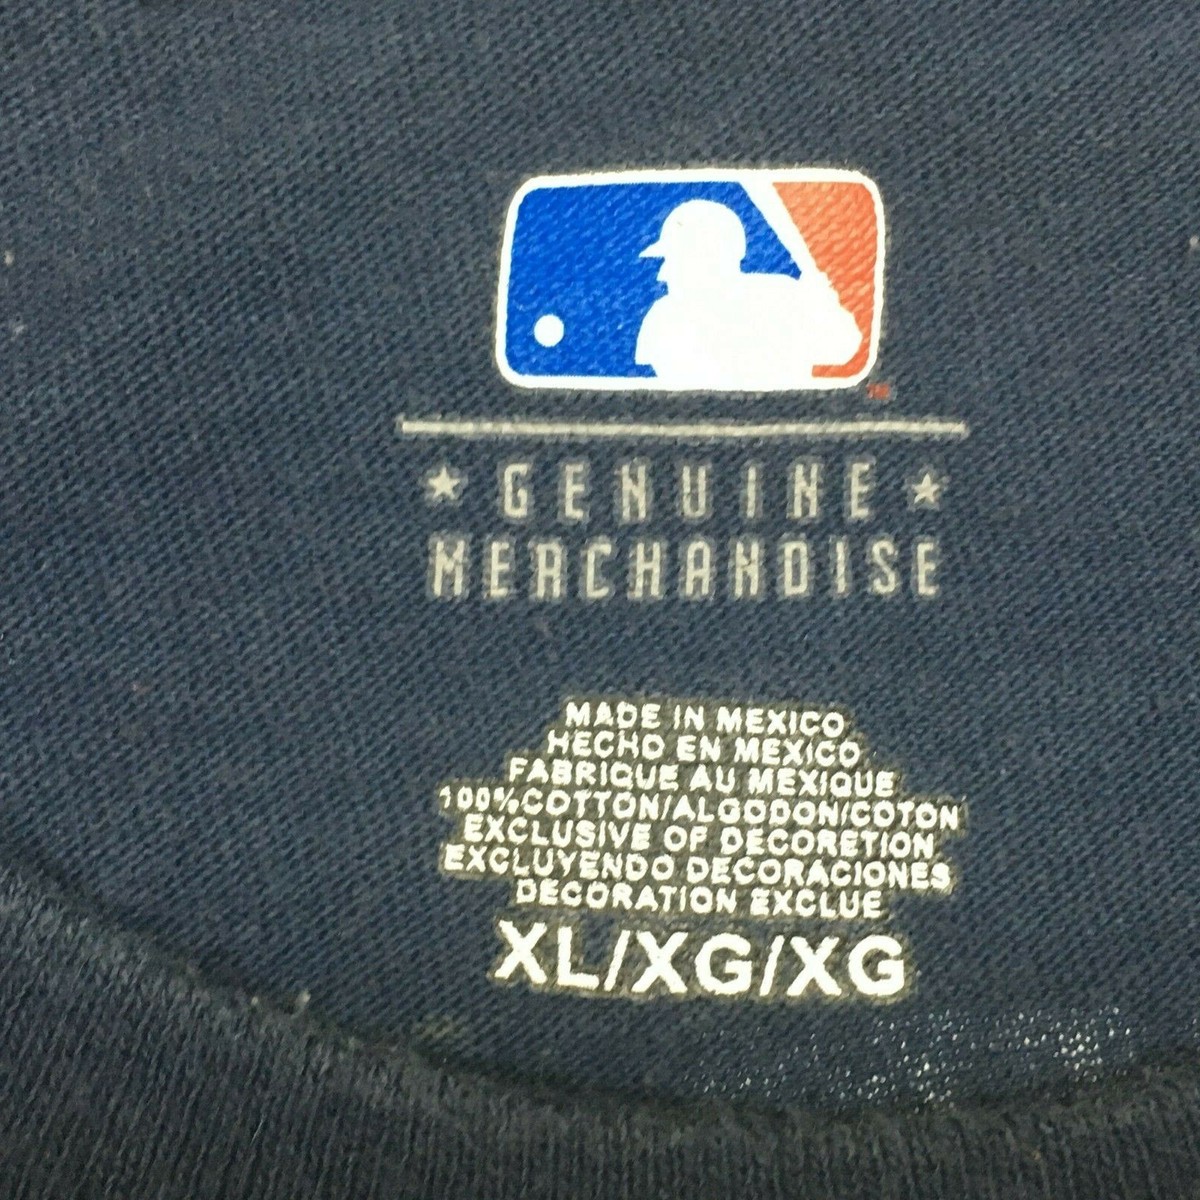 TM
★ GENUINE ★
MERCHANDISE
MADE IN MEXICO
HECHO EN MEXICO
FABRIQUE AU MEXIQUE
100%COTTON/ALGODON/COTON
EXCLUSIVE OF DECORETION
EXCLUYENDO DECORACIONES
DECORATION EXCLUE
XL/XG/XG